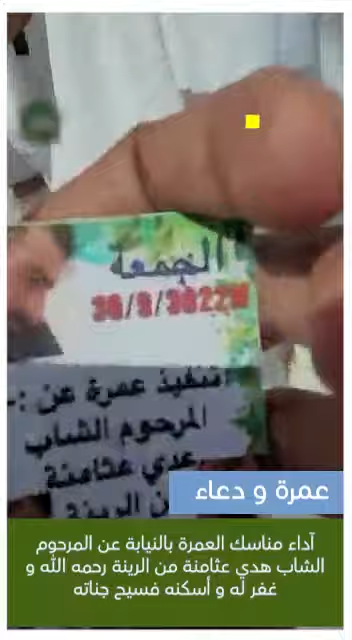 الجمعة
تنفيذ عمرة عن :-
المرحوم الشاب
عدي عثامنة
من الرينة
عمرة و دعاء
آداء مناسك العمرة بالنيابة عن المرحوم
الشاب هدي عثامنة من الرينة رحمه الله و
غفر له و أسكنه فسيح جناته